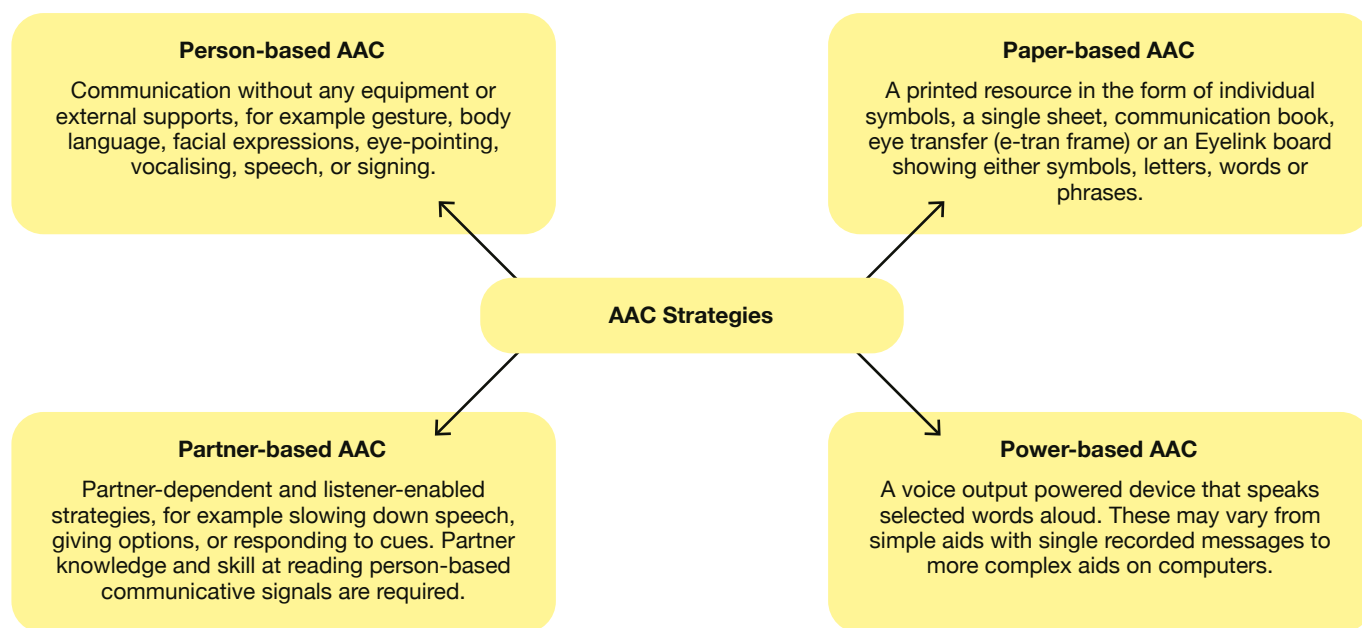 Person-based AAC
Communication without any equipment or
external supports, for example gesture, body
language, facial expressions, eye-pointing,
vocalising, speech, or signing.
Paper-based AAC
A printed resource in the form of individual
symbols, a single sheet, communication book,
eye transfer (e-tran frame) or an Eyelink board
showing either symbols, letters, words or
phrases.
AAC Strategies
Partner-based AAC
Partner-dependent and listener-enabled
strategies, for example slowing down speech,
giving options, or responding to cues. Partner
knowledge and skill at reading person-based
communicative signals are required.
Power-based AAC
A voice output powered device that speaks
selected words aloud. These may vary from
simple aids with single recorded messages to
more complex aids on computers.